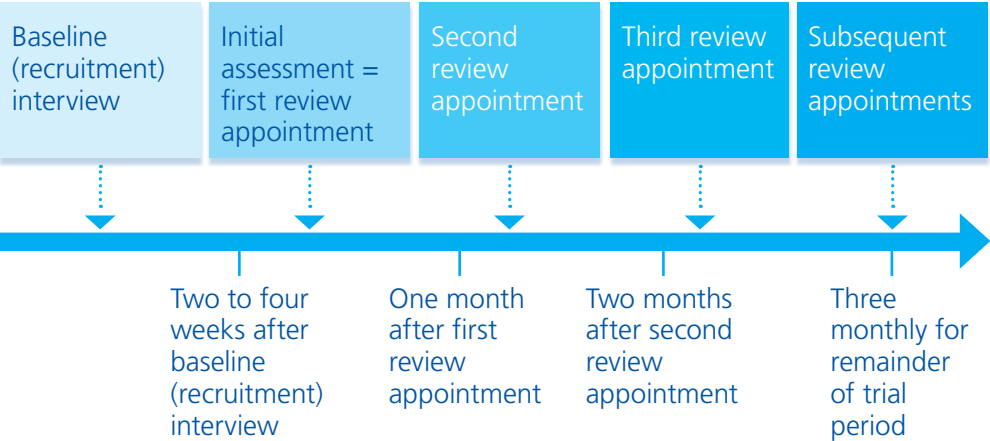 Baseline
(recruitment)
interview
Initial
assessment =
first review
appointment
Second
review
appointment
Third review
appointment
Subsequent
review
appointments
Two to four
weeks after
baseline
(recruitment)
interview
One month
after first
review
appointment
Two months
after second
review
appointment
Three
monthly for
remainder
of trial
period